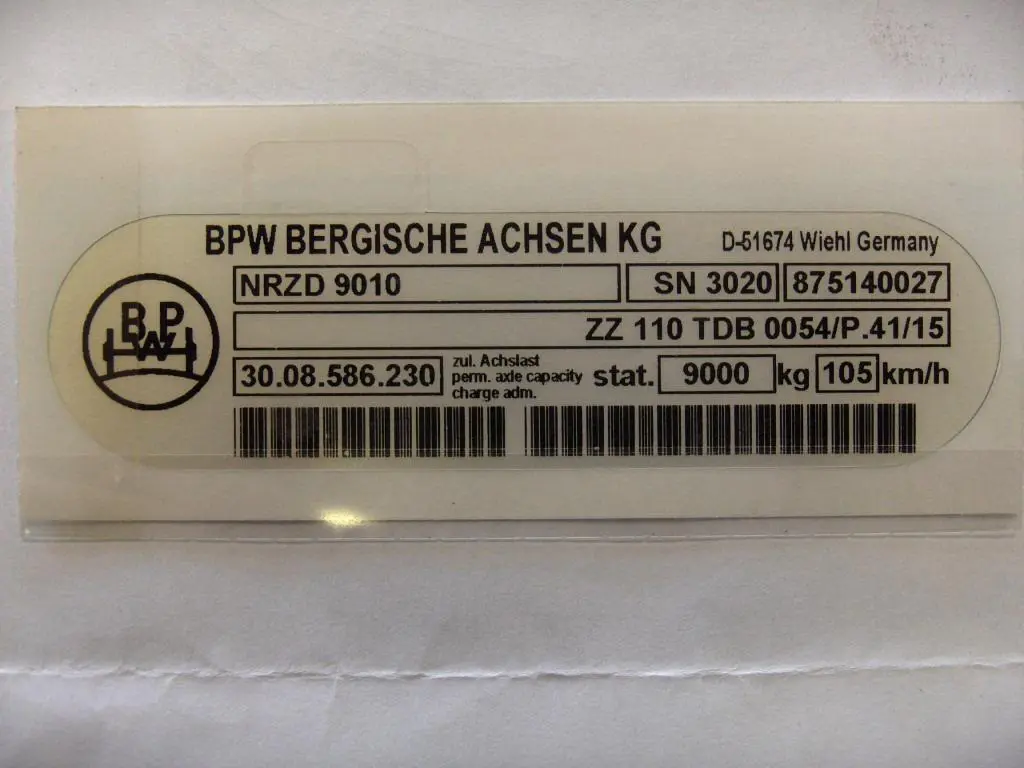 BPW BERGISCHE ACHSEN KG D-51674 Wiehl Germany
NRZD 9010 SN 3020 875140027
BPW
ZZ 110 TDB 0054/P.41/15
30.08.586.230 zul. Achslast perm. axle capacity charge adm. stat. 9000 kg 105 km/h